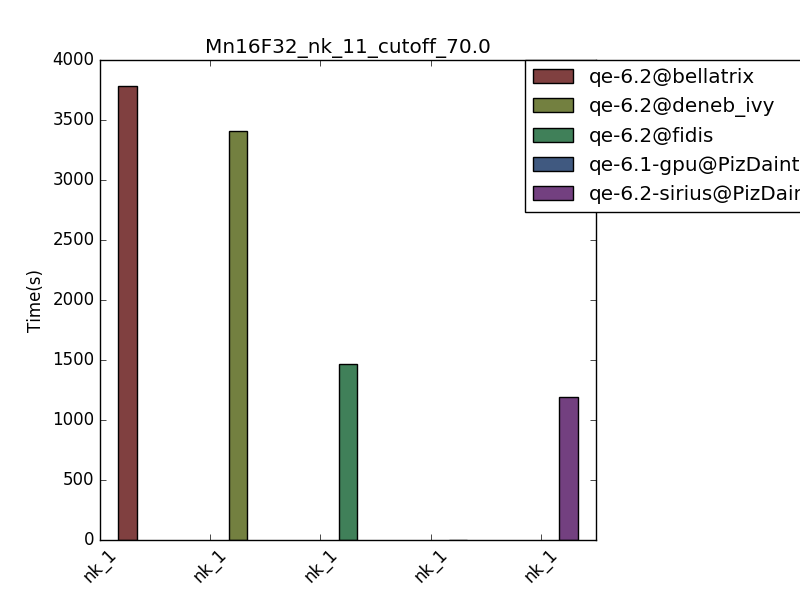 Mn16F32_nk_11_cutoff_70.0
4000
3500
3000
2500
2000
1500
1000
500
0
Time(s)
nk_1
nk_1
nk_1
nk_1
nk_1
qe-6.2@bellatrix
qe-6.2@deneb_ivy
qe-6.2@fidis
qe-6.1-gpu@PizDaint
qe-6.2-sirius@PizDai